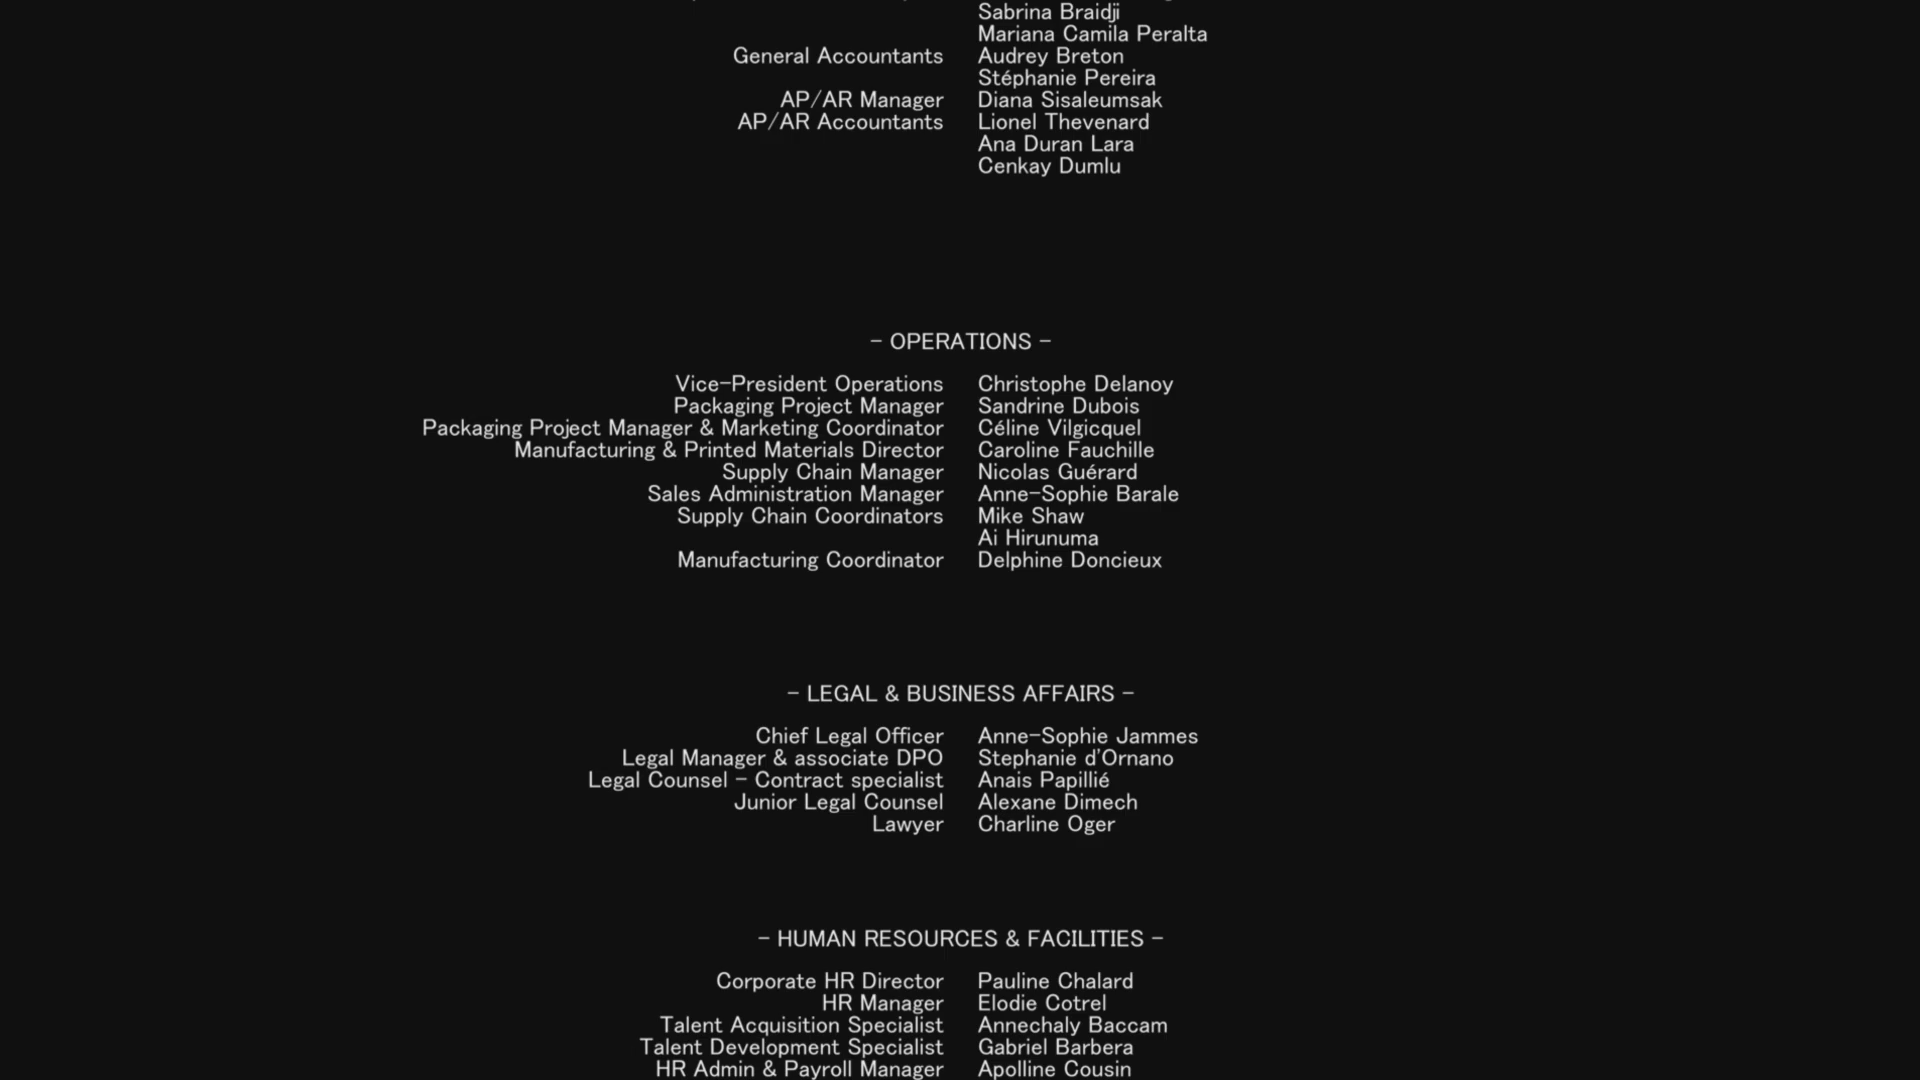 Sabrina Braidji
Mariana Camila Peralta
General Accountants Audrey Breton
Stéphanie Pereira
AP/AR Manager Diana Sisaleumsak
AP/AR Accountants Lionel Thevenard
Ana Duran Lara
Cenkay Dumlu
- OPERATIONS -
Vice-President Operations Christophe Delanoy
Packaging Project Manager Sandrine Dubois
Packaging Project Manager & Marketing Coordinator Céline Vilgicquel
Manufacturing & Printed Materials Director Caroline Fauchille
Supply Chain Manager Nicolas Guérard
Sales Administration Manager Anne-Sophie Barale
Supply Chain Coordinators Mike Shaw
Ai Hirunuma
Manufacturing Coordinator Delphine Doncieux
- LEGAL & BUSINESS AFFAIRS -
Chief Legal Officer Anne-Sophie Jammes
Legal Manager & associate DPO Stephanie d'Ornano
Legal Counsel - Contract specialist Anais Papillié
Junior Legal Counsel Alexane Dimech
Lawyer Charline Oger
- HUMAN RESOURCES & FACILITIES -
Corporate HR Director Pauline Chalard
HR Manager Elodie Cotrel
Talent Acquisition Specialist Annechaly Baccam
Talent Development Specialist Gabriel Barbera
HR Admin & Payroll Manager Apolline Cousin